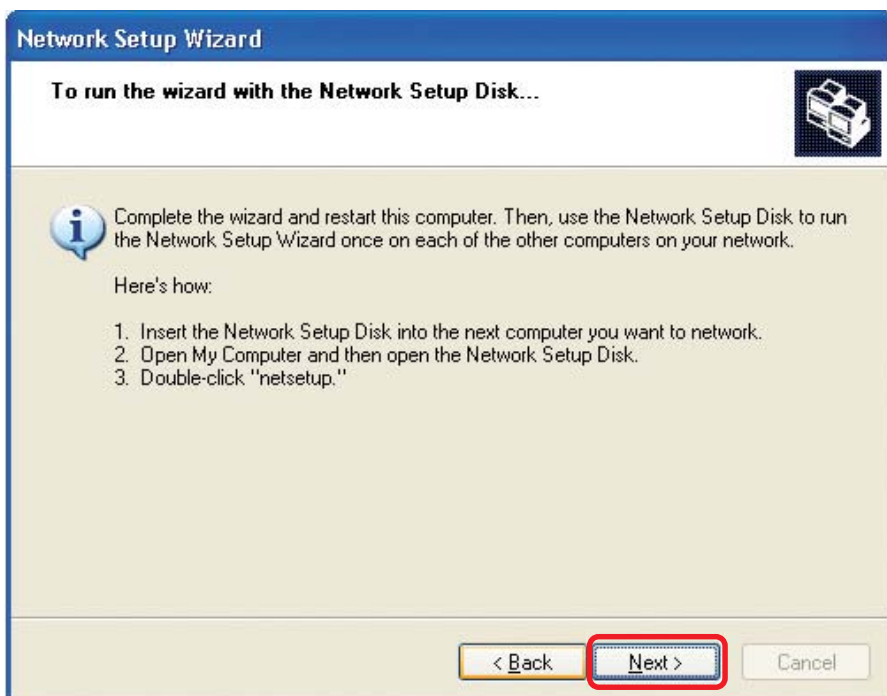 Network Setup Wizard
To run the wizard with the Network Setup Disk...
Complete the wizard and restart this computer. Then, use the Network Setup Disk to run
the Network Setup Wizard once on each of the other computers on your network.
Here's how:
1. Insert the Network Setup Disk into the next computer you want to network.
2. Open My Computer and then open the Network Setup Disk.
3. Double-click "netsetup."
< Back
Next >
Cancel